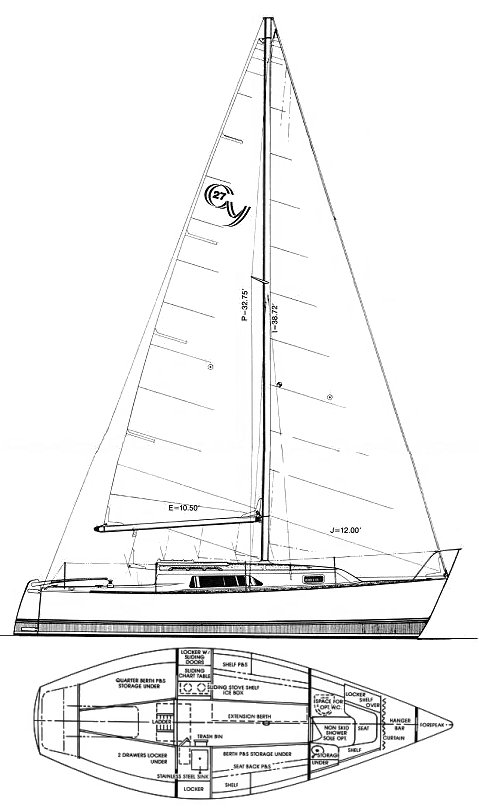 27
Cy
P=32.75'
I=38.72'
E=10.50'
J=12.00'
LOCKER W/
SLIDING
DOORS
SHELF P&S
QUARTER BERTH P&S
STORAGE UNDER
SLIDING
CHART TABLE
SLIDING STOVE SHELF
ICE BOX
LOCKER
SHELF
OVER
SPACE FOR
OPT. W.C.
LADDER
EXTENSION BERTH
NON SKID
SHOWER
SOLE OPT.
SEAT
HANGER
BAR
FOREPEAK
CURTAIN
TRASH BIN
2 DRAWERS LOCKER
UNDER
BERTH P&S STORAGE UNDER
STORAGE
UNDER
SHELF
STAINLESS STEEL SINK
SEAT BACK P&S
LOCKER
SHELF